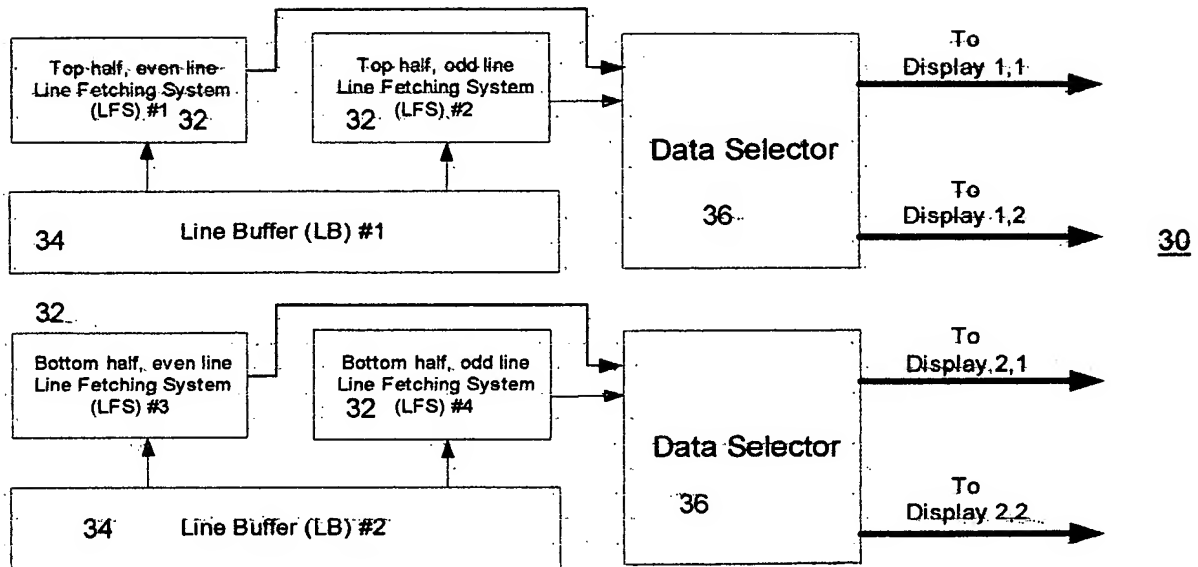 Top half, even line
Line Fetching System
(LFS) #1 32
Top half, odd line
Line Fetching System
32 (LFS) #2
Data Selector
36
To
Display 1,1
To
Display 1,2
34 Line Buffer (LB) #1
30
32
Bottom half, even line
Line Fetching System
(LFS) #3
Bottom half, odd line
Line Fetching System
32 (LFS) #4
Data Selector
36
To
Display 2,1
To
Display 2,2
34 Line Buffer (LB) #2